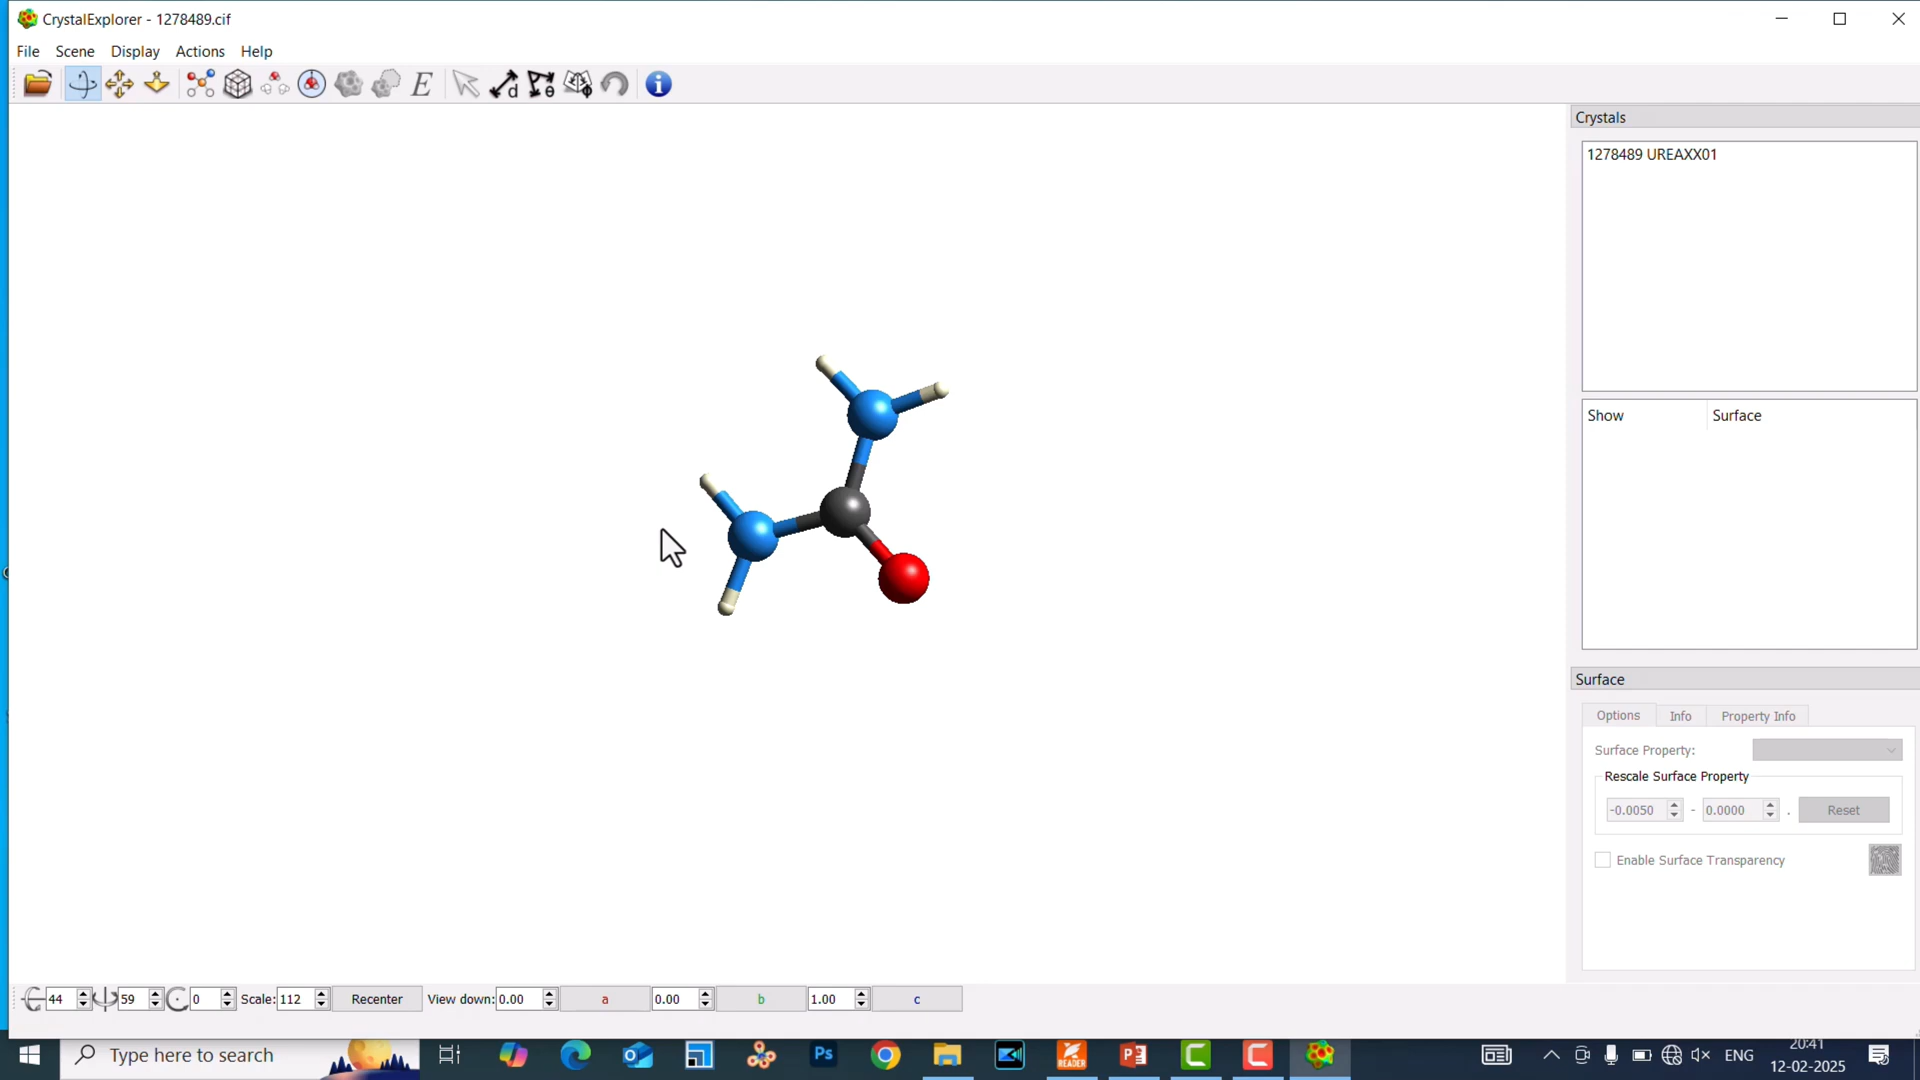 CrystalExplorer - 1278489.cif
File Scene Display Actions Help
E d θ φ i
Crystals
1278489 UREAXX01
Show Surface
Surface
Options Info Property Info
Surface Property:
Rescale Surface Property
-0.0050 - 0.0000 . Reset
Enable Surface Transparency
44 59 0 Scale: 112 Recenter View down: 0.00 a 0.00 b 1.00 c
Type here to search
Ps
READER
ENG
20:41
12-02-2025